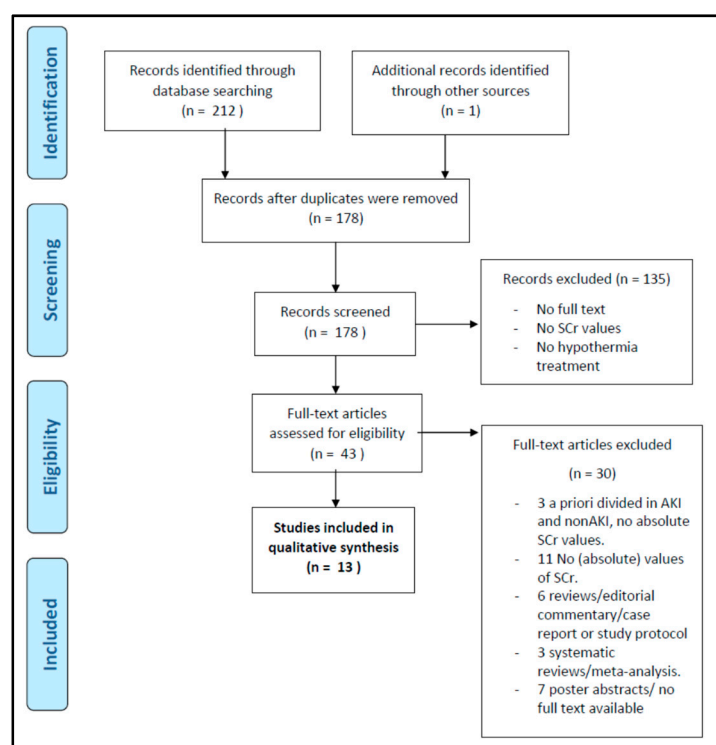 Identification
Records identified through
database searching
(n = 212 )
Additional records identified
through other sources
(n = 1)
Records after duplicates were removed
(n = 178)
Screening
Records screened
(n = 178 )
Records excluded (n = 135)
- No full text
- No SCr values
- No hypothermia
treatment
Eligibility
Full-text articles
assessed for eligibility
(n = 43 )
Full-text articles excluded
(n = 30)
- 3 a priori divided in AKI
and nonAKI, no absolute
SCr values.
- 11 No (absolute) values
of SCr.
- 6 reviews/editorial
commentary/case
report or study protocol
- 3 systematic
reviews/meta-analysis.
- 7 poster abstracts/ no
full text available
Included
Studies included in
qualitative synthesis
(n = 13 )